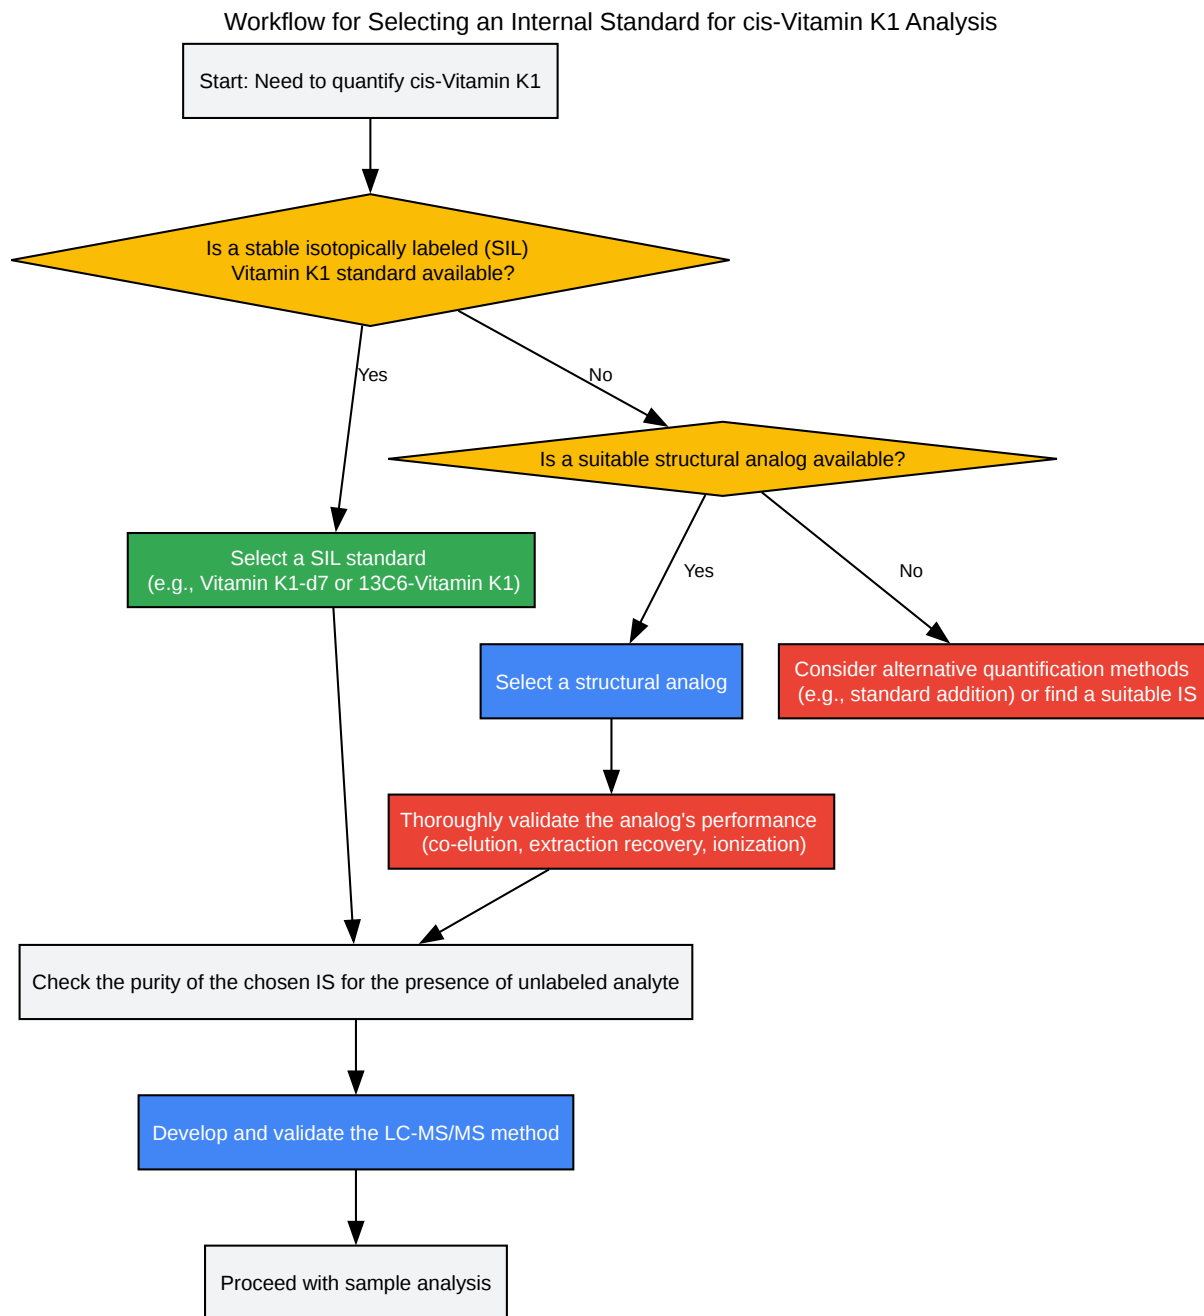 Workflow for Selecting an Internal Standard for cis-Vitamin K1 Analysis
Start: Need to quantify cis-Vitamin K1
Is a stable isotopically labeled (SIL)
Vitamin K1 standard available?
Yes
No
Is a suitable structural analog available?
Select a SIL standard
(e.g., Vitamin K1-d7 or 13C6-Vitamin K1)
Yes
No
Select a structural analog
Consider alternative quantification methods
(e.g., standard addition) or find a suitable IS
Thoroughly validate the analog's performance
(co-elution, extraction recovery, ionization)
Check the purity of the chosen IS for the presence of unlabeled analyte
Develop and validate the LC-MS/MS method
Proceed with sample analysis